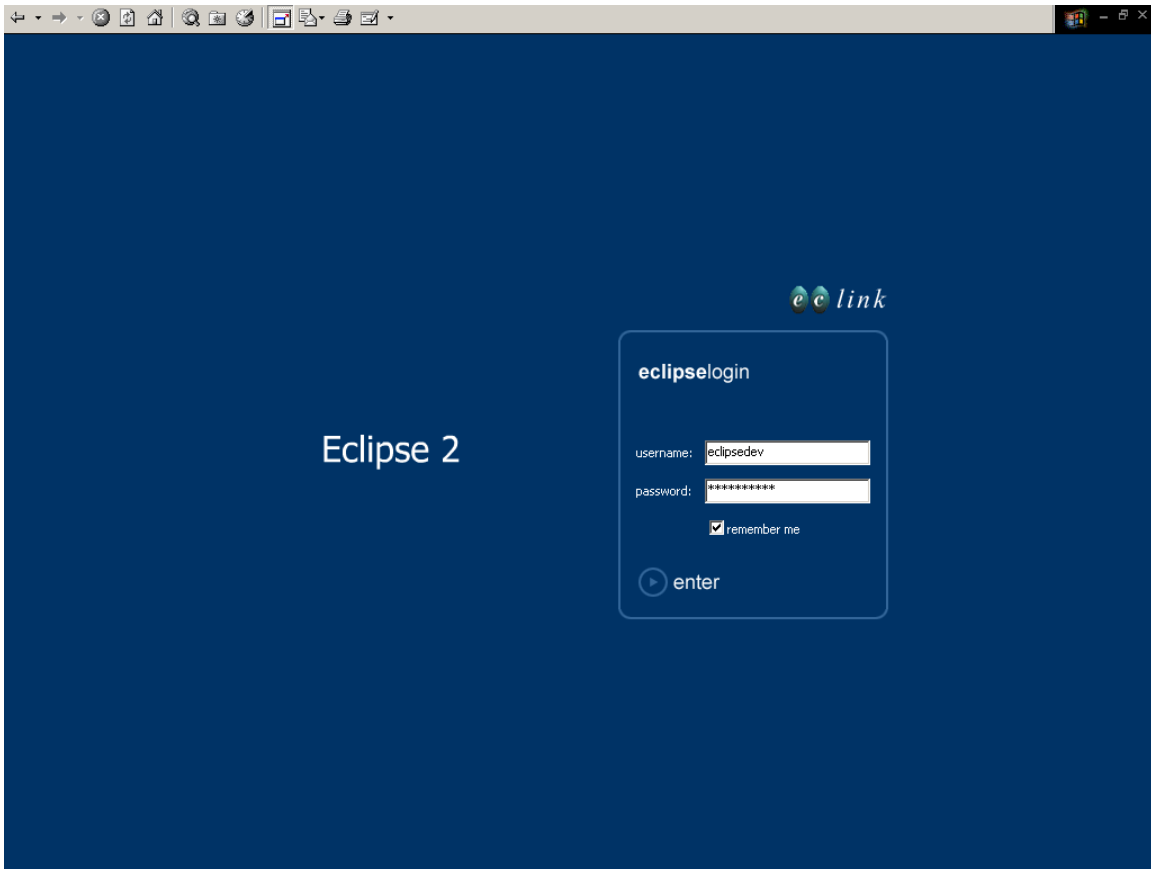 ec link
eclipselogin
Eclipse 2
username: eclipsedev
password: **********
remember me
enter